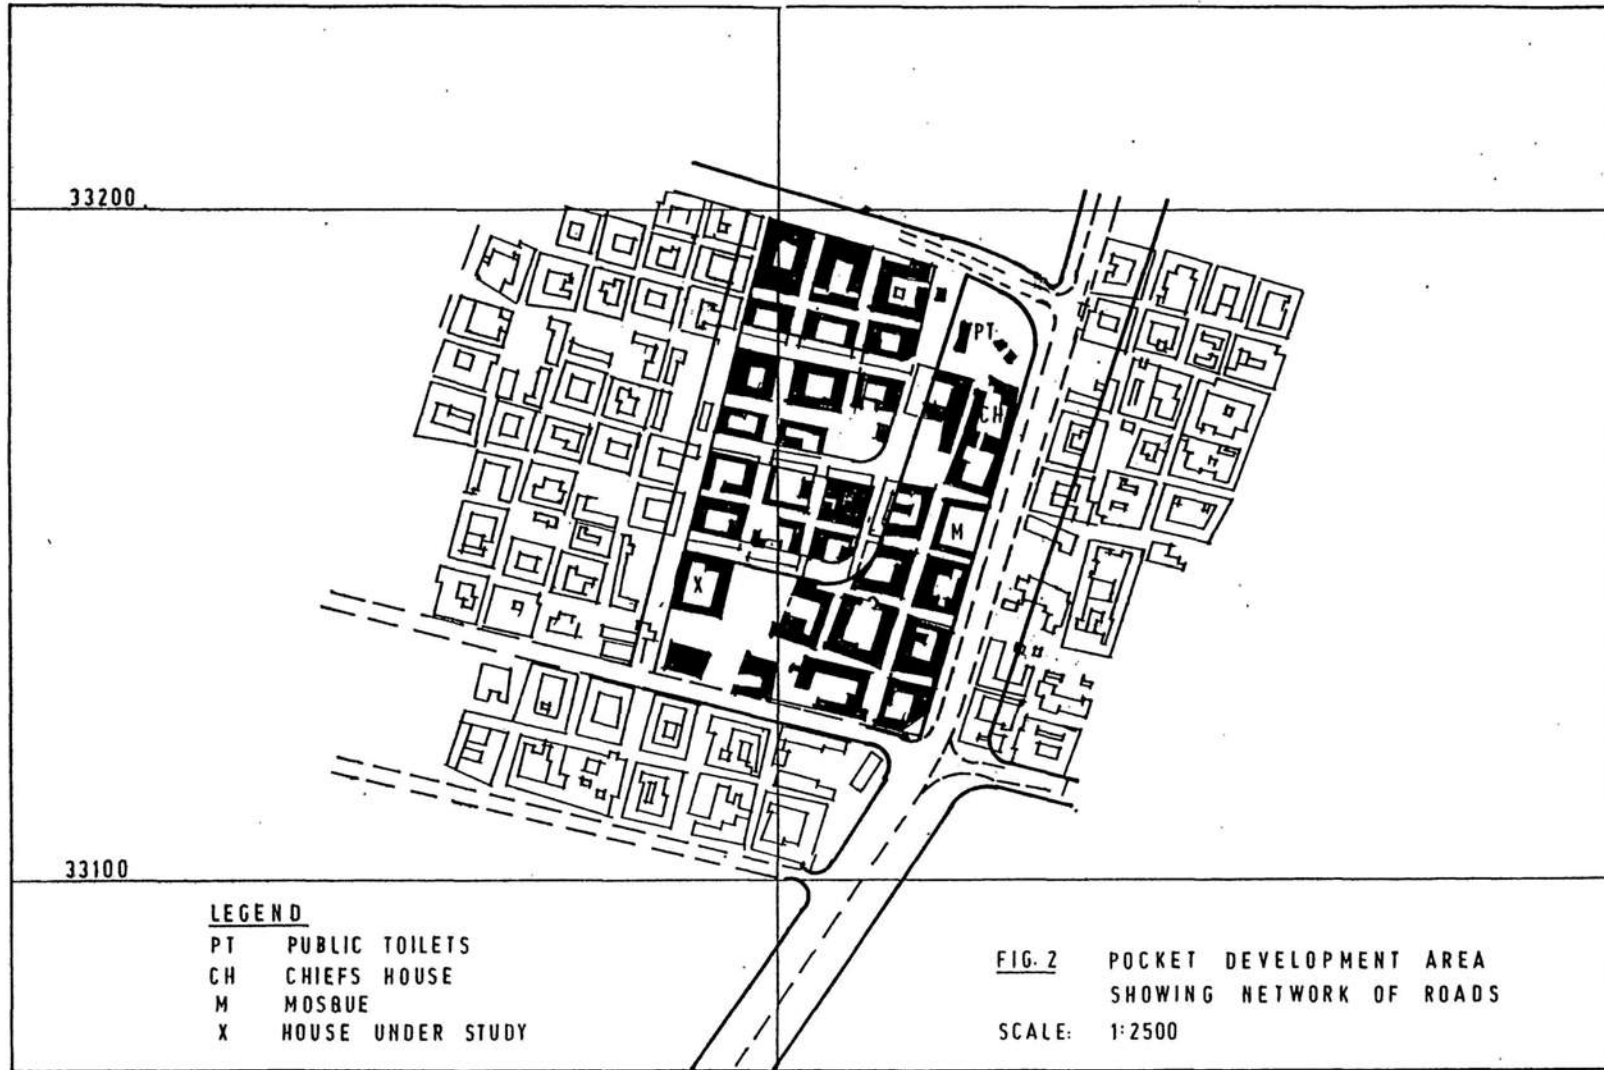 33200
PT
CH
M
X
33100
LEGEND
PT PUBLIC TOILETS
CH CHIEFS HOUSE
M MOSQUE
X HOUSE UNDER STUDY
FIG. 2 POCKET DEVELOPMENT AREA
SHOWING NETWORK OF ROADS
SCALE: 1:2500